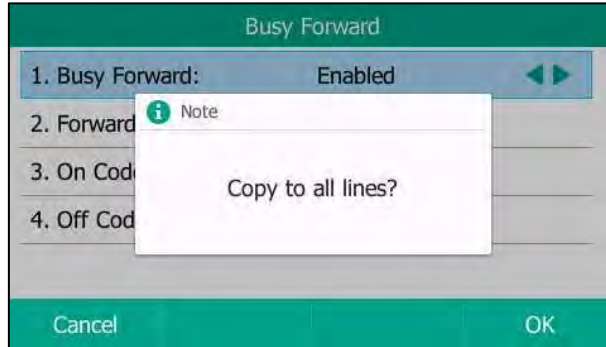 Busy Forward
1. Busy Forward: Enabled
Note
2. Forward
Copy to all lines?
3. On Cod
4. Off Cod
Cancel OK